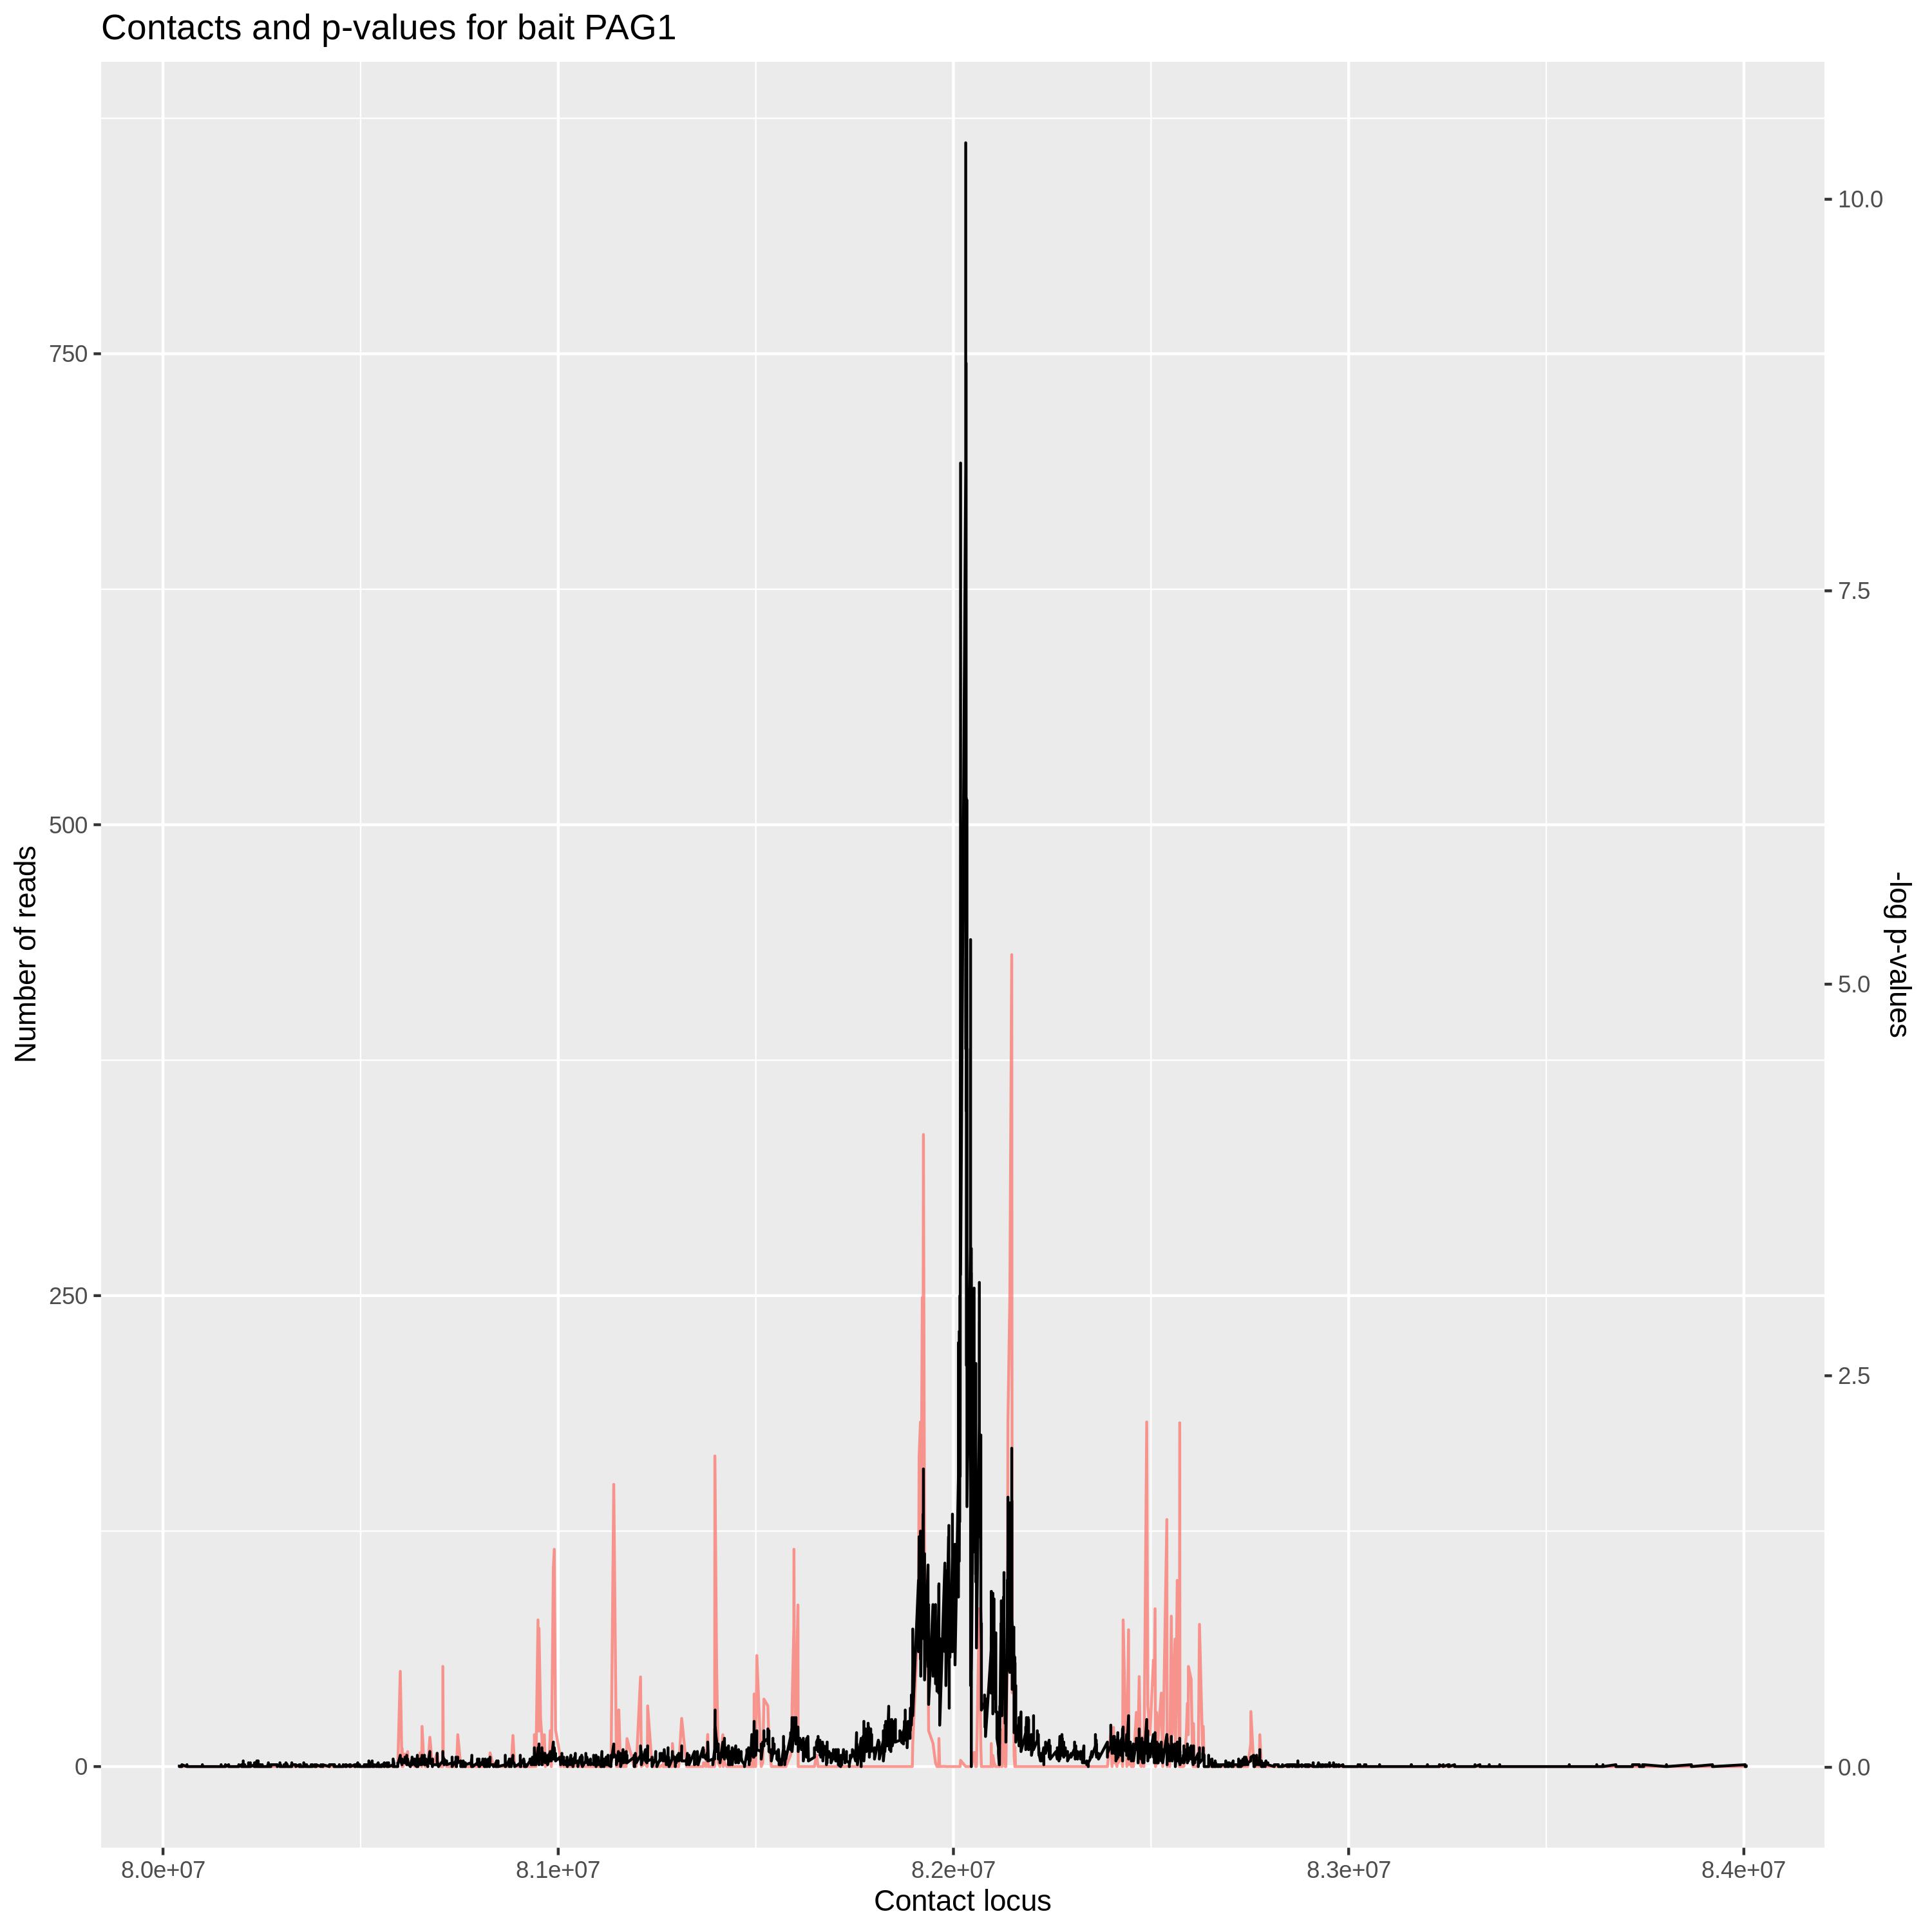 Contacts and p-values for bait PAG1
10.0
750
7.5
500
5.0
Number of reads
-log p-values
250
2.5
0
0.0
8.0e+07 8.1e+07 8.2e+07 8.3e+07 8.4e+07
Contact locus